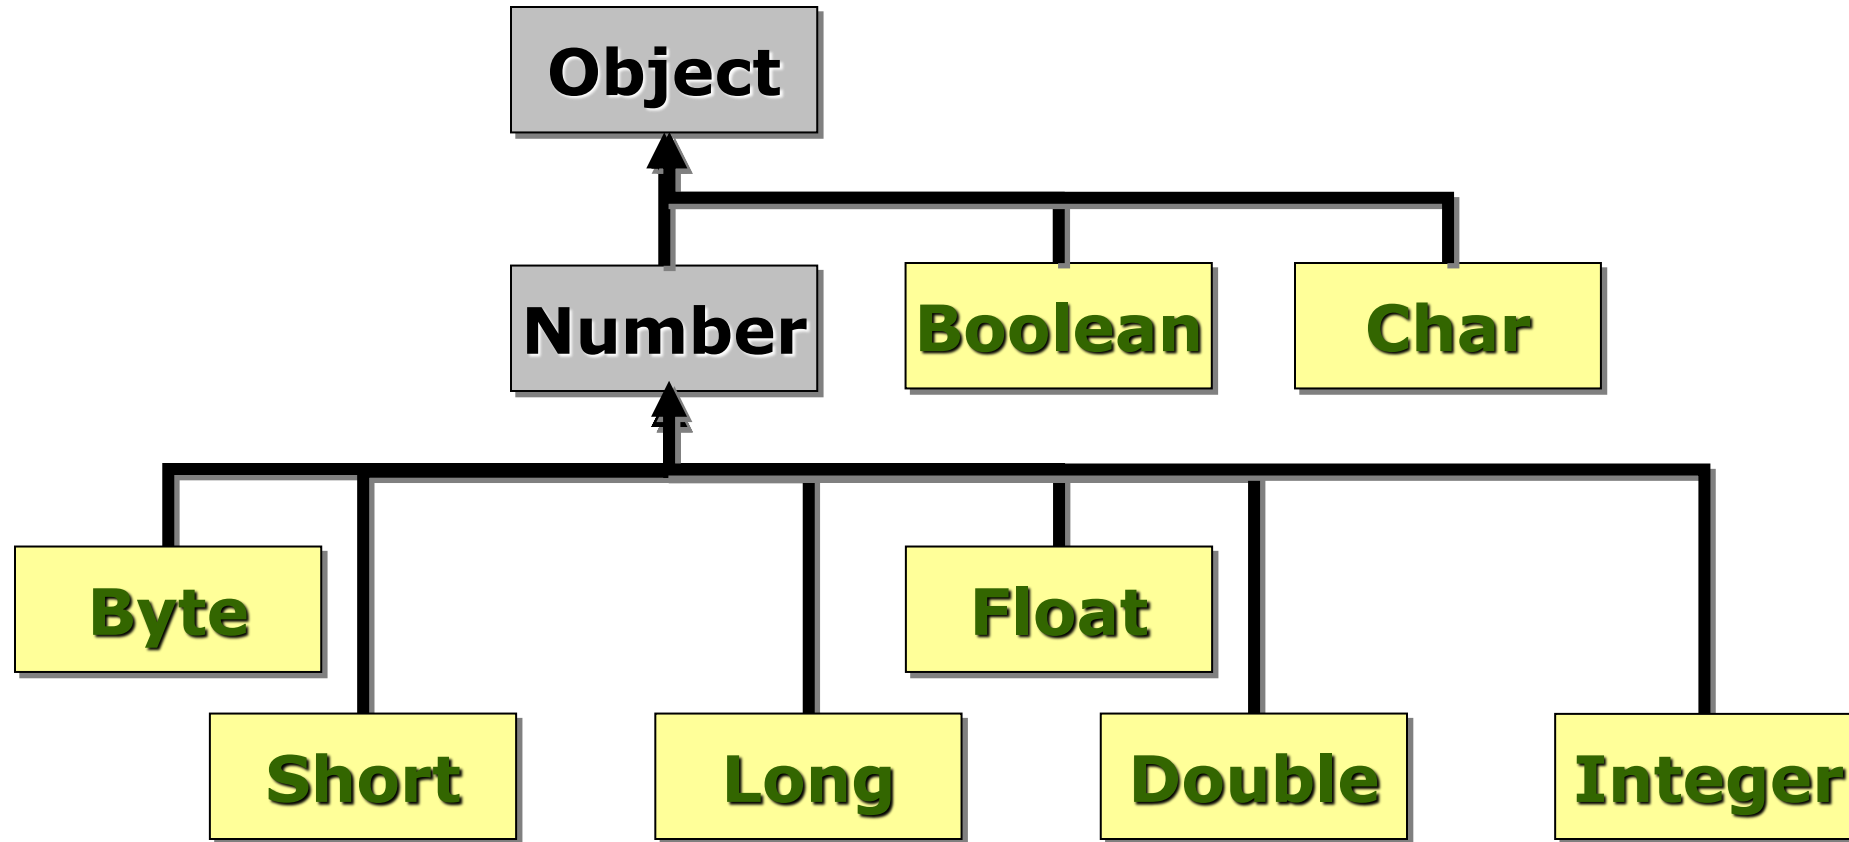 Object
Number
Boolean
Char
Byte
Float
Short
Long
Double
Integer